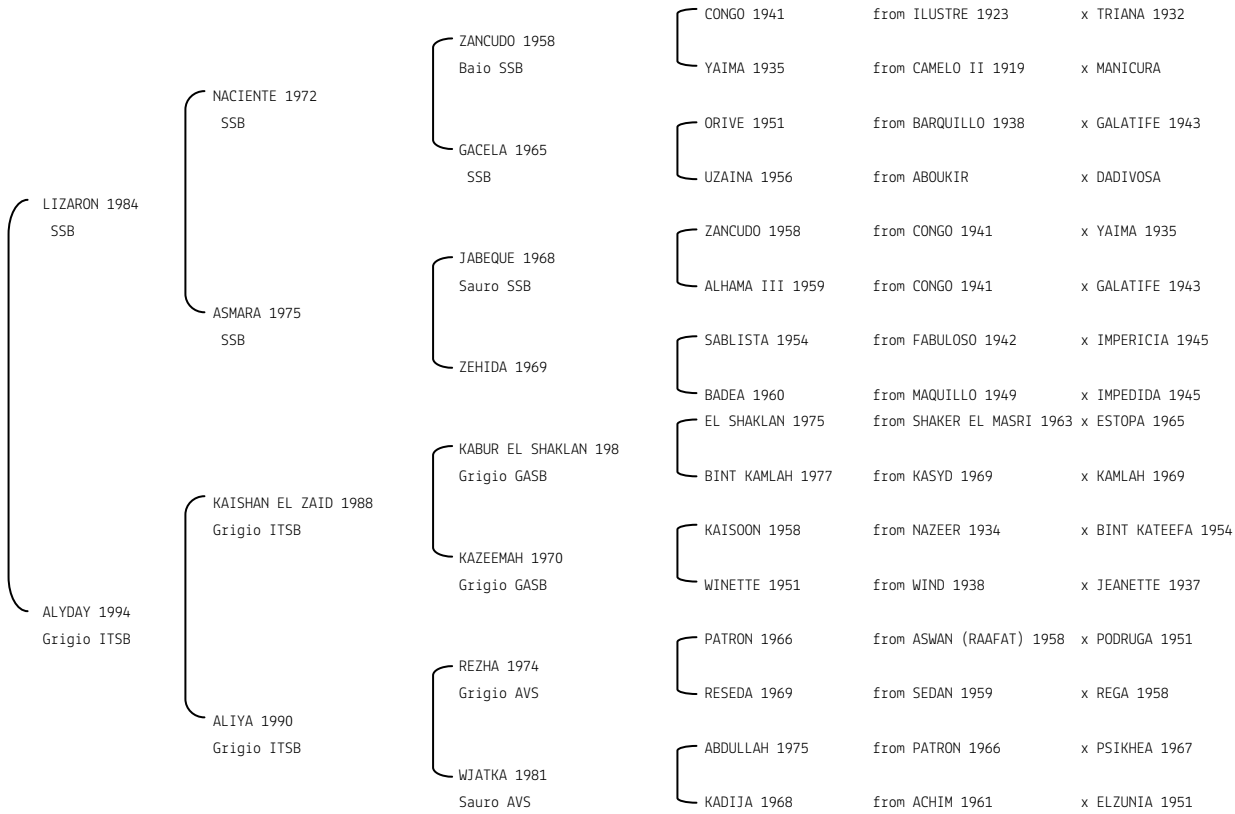 CONGO 1941 from ILUSTRE 1923 x TRIANA 1932
ZANCUDO 1958
Baio SSB YAIMA 1935 from CAMELO II 1919 x MANICURA
NACIENTE 1972
SSB ORIVE 1951 from BARQUILLO 1938 x GALATIFE 1943
GACELA 1965
SSB UZAINA 1956 from ABOUKIR x DADIVOSA
LIZARON 1984
SSB ZANCUDO 1958 from CONGO 1941 x YAIMA 1935
JABEQUE 1968
Sauro SSB ALHAMA III 1959 from CONGO 1941 x GALATIFE 1943
ASMARA 1975
SSB SABLISTA 1954 from FABULOSO 1942 x IMPERICIA 1945
ZEHIDA 1969
BADEA 1960 from MAQUILLO 1949 x IMPEDIDA 1945
EL SHAKLAN 1975 from SHAKER EL MASRI 1963 x ESTOPA 1965
KABUR EL SHAKLAN 198
Grigio GASB BINT KAMLAH 1977 from KASYD 1969 x KAMLAH 1969
KAISHAN EL ZAID 1988
Grigio ITSB KAISOON 1958 from NAZEER 1934 x BINT KATEEFA 1954
KAZEEMAH 1970
Grigio GASB WINETTE 1951 from WIND 1938 x JEANETTE 1937
ALYDAY 1994
Grigio ITSB PATRON 1966 from ASWAN (RAAFAT) 1958 x PODRUGA 1951
REZHA 1974
Grigio AVS RESEDA 1969 from SEDAN 1959 x REGA 1958
ALIYA 1990
Grigio ITSB ABDULLAH 1975 from PATRON 1966 x PSIKHEA 1967
WJATKA 1981
Sauro AVS KADIJA 1968 from ACHIM 1961 x ELZUNIA 1951